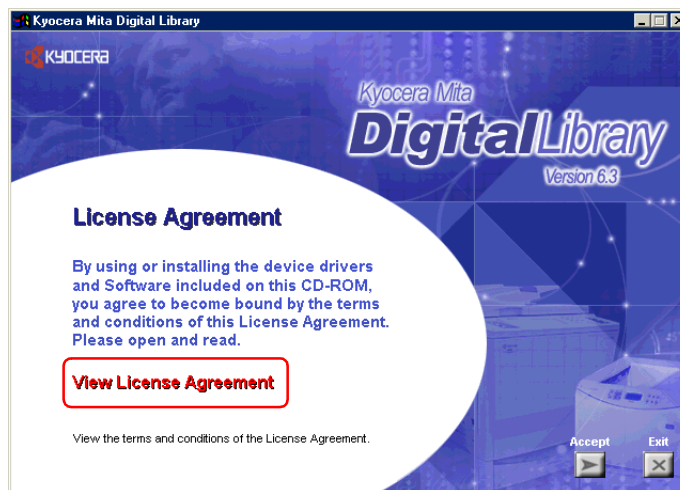 Kyocera Mita Digital Library
KYOCERA
Kyocera Mita
DigitalLibrary
Version 6.3
License Agreement
By using or installing the device drivers
and Software included on this CD-ROM,
you agree to become bound by the terms
and conditions of this License Agreement.
Please open and read.
View License Agreement
View the terms and conditions of the License Agreement.
Accept Exit